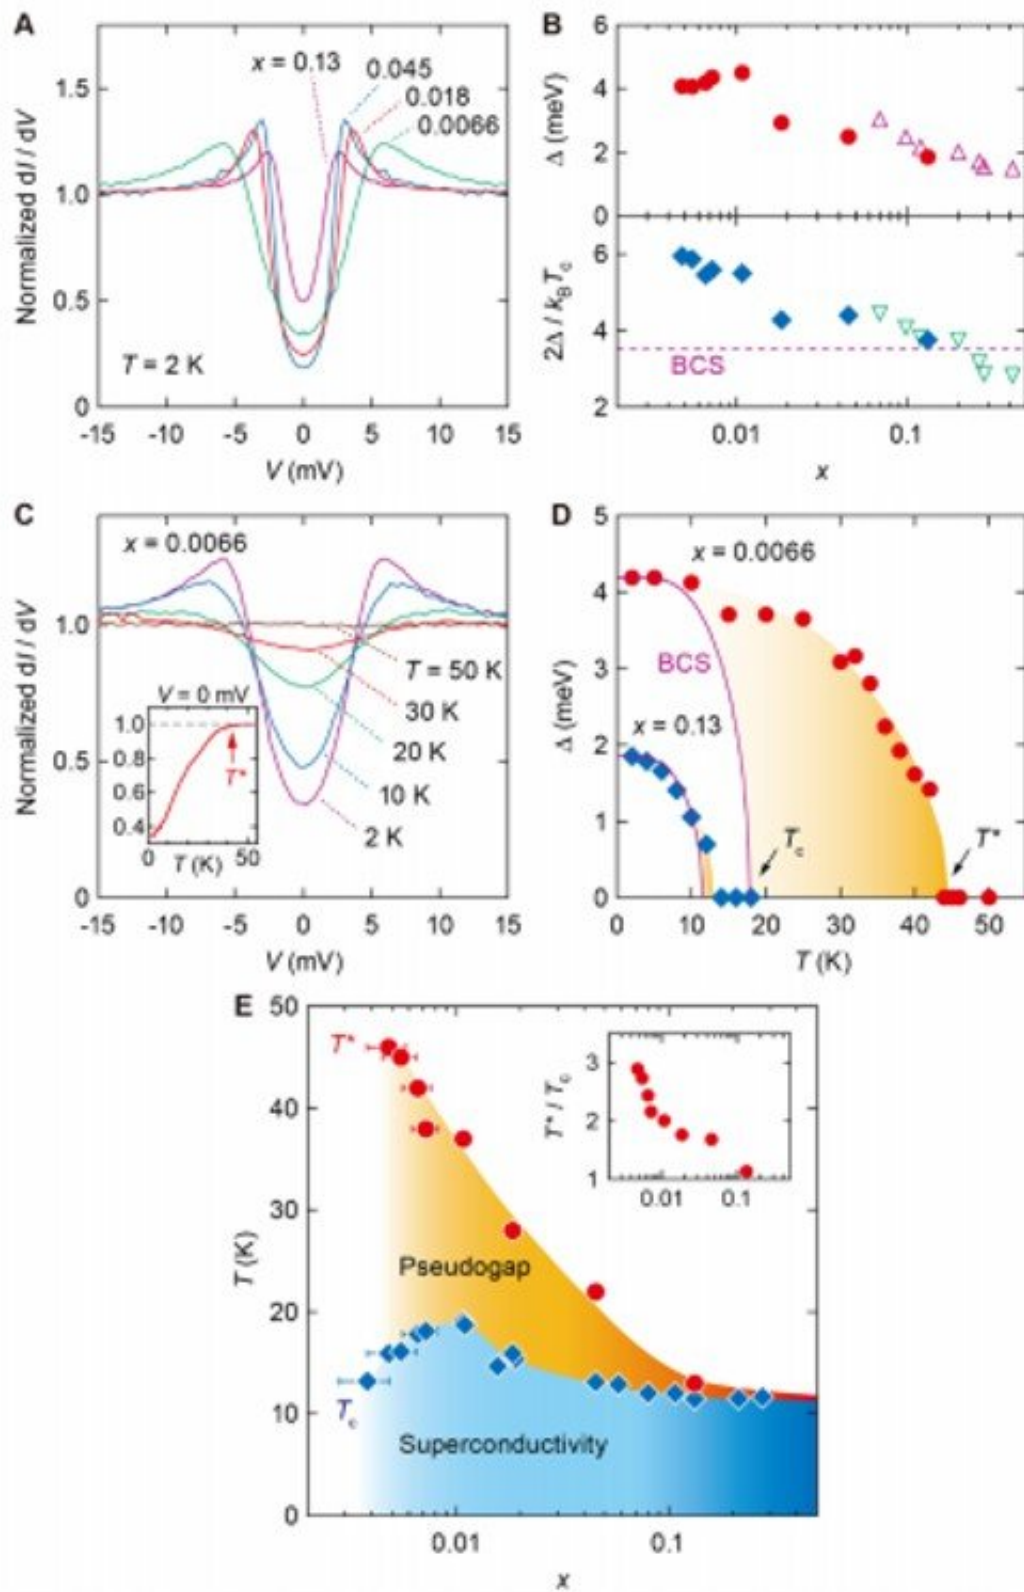 A
Normalized dI / dV
1.5
1.0
0.5
0
x = 0.13
0.045
0.018
0.0066
T = 2 K
-15 -10 -5 0 5 10 15
V (mV)
B
Δ (meV)
6
4
2
0
2Δ / kBTc
6
4
2
BCS
0.01 0.1
x
C
Normalized dI / dV
x = 0.0066
1.0
0.5
0
T = 50 K
30 K
20 K
10 K
2 K
V = 0 mV
1.0
0.8
0.6
0.4
T*
0 50
T (K)
-15 -10 -5 0 5 10 15
V (mV)
D
Δ (meV)
5
4
3
2
1
0
x = 0.0066
BCS
x = 0.13
Tc
T*
0 10 20 30 40 50
T (K)
E
T (K)
50
40
30
20
10
0
T*
Pseudogap
Tc
Superconductivity
T* / Tc
3
2
1
0.01 0.1
0.01 0.1
x